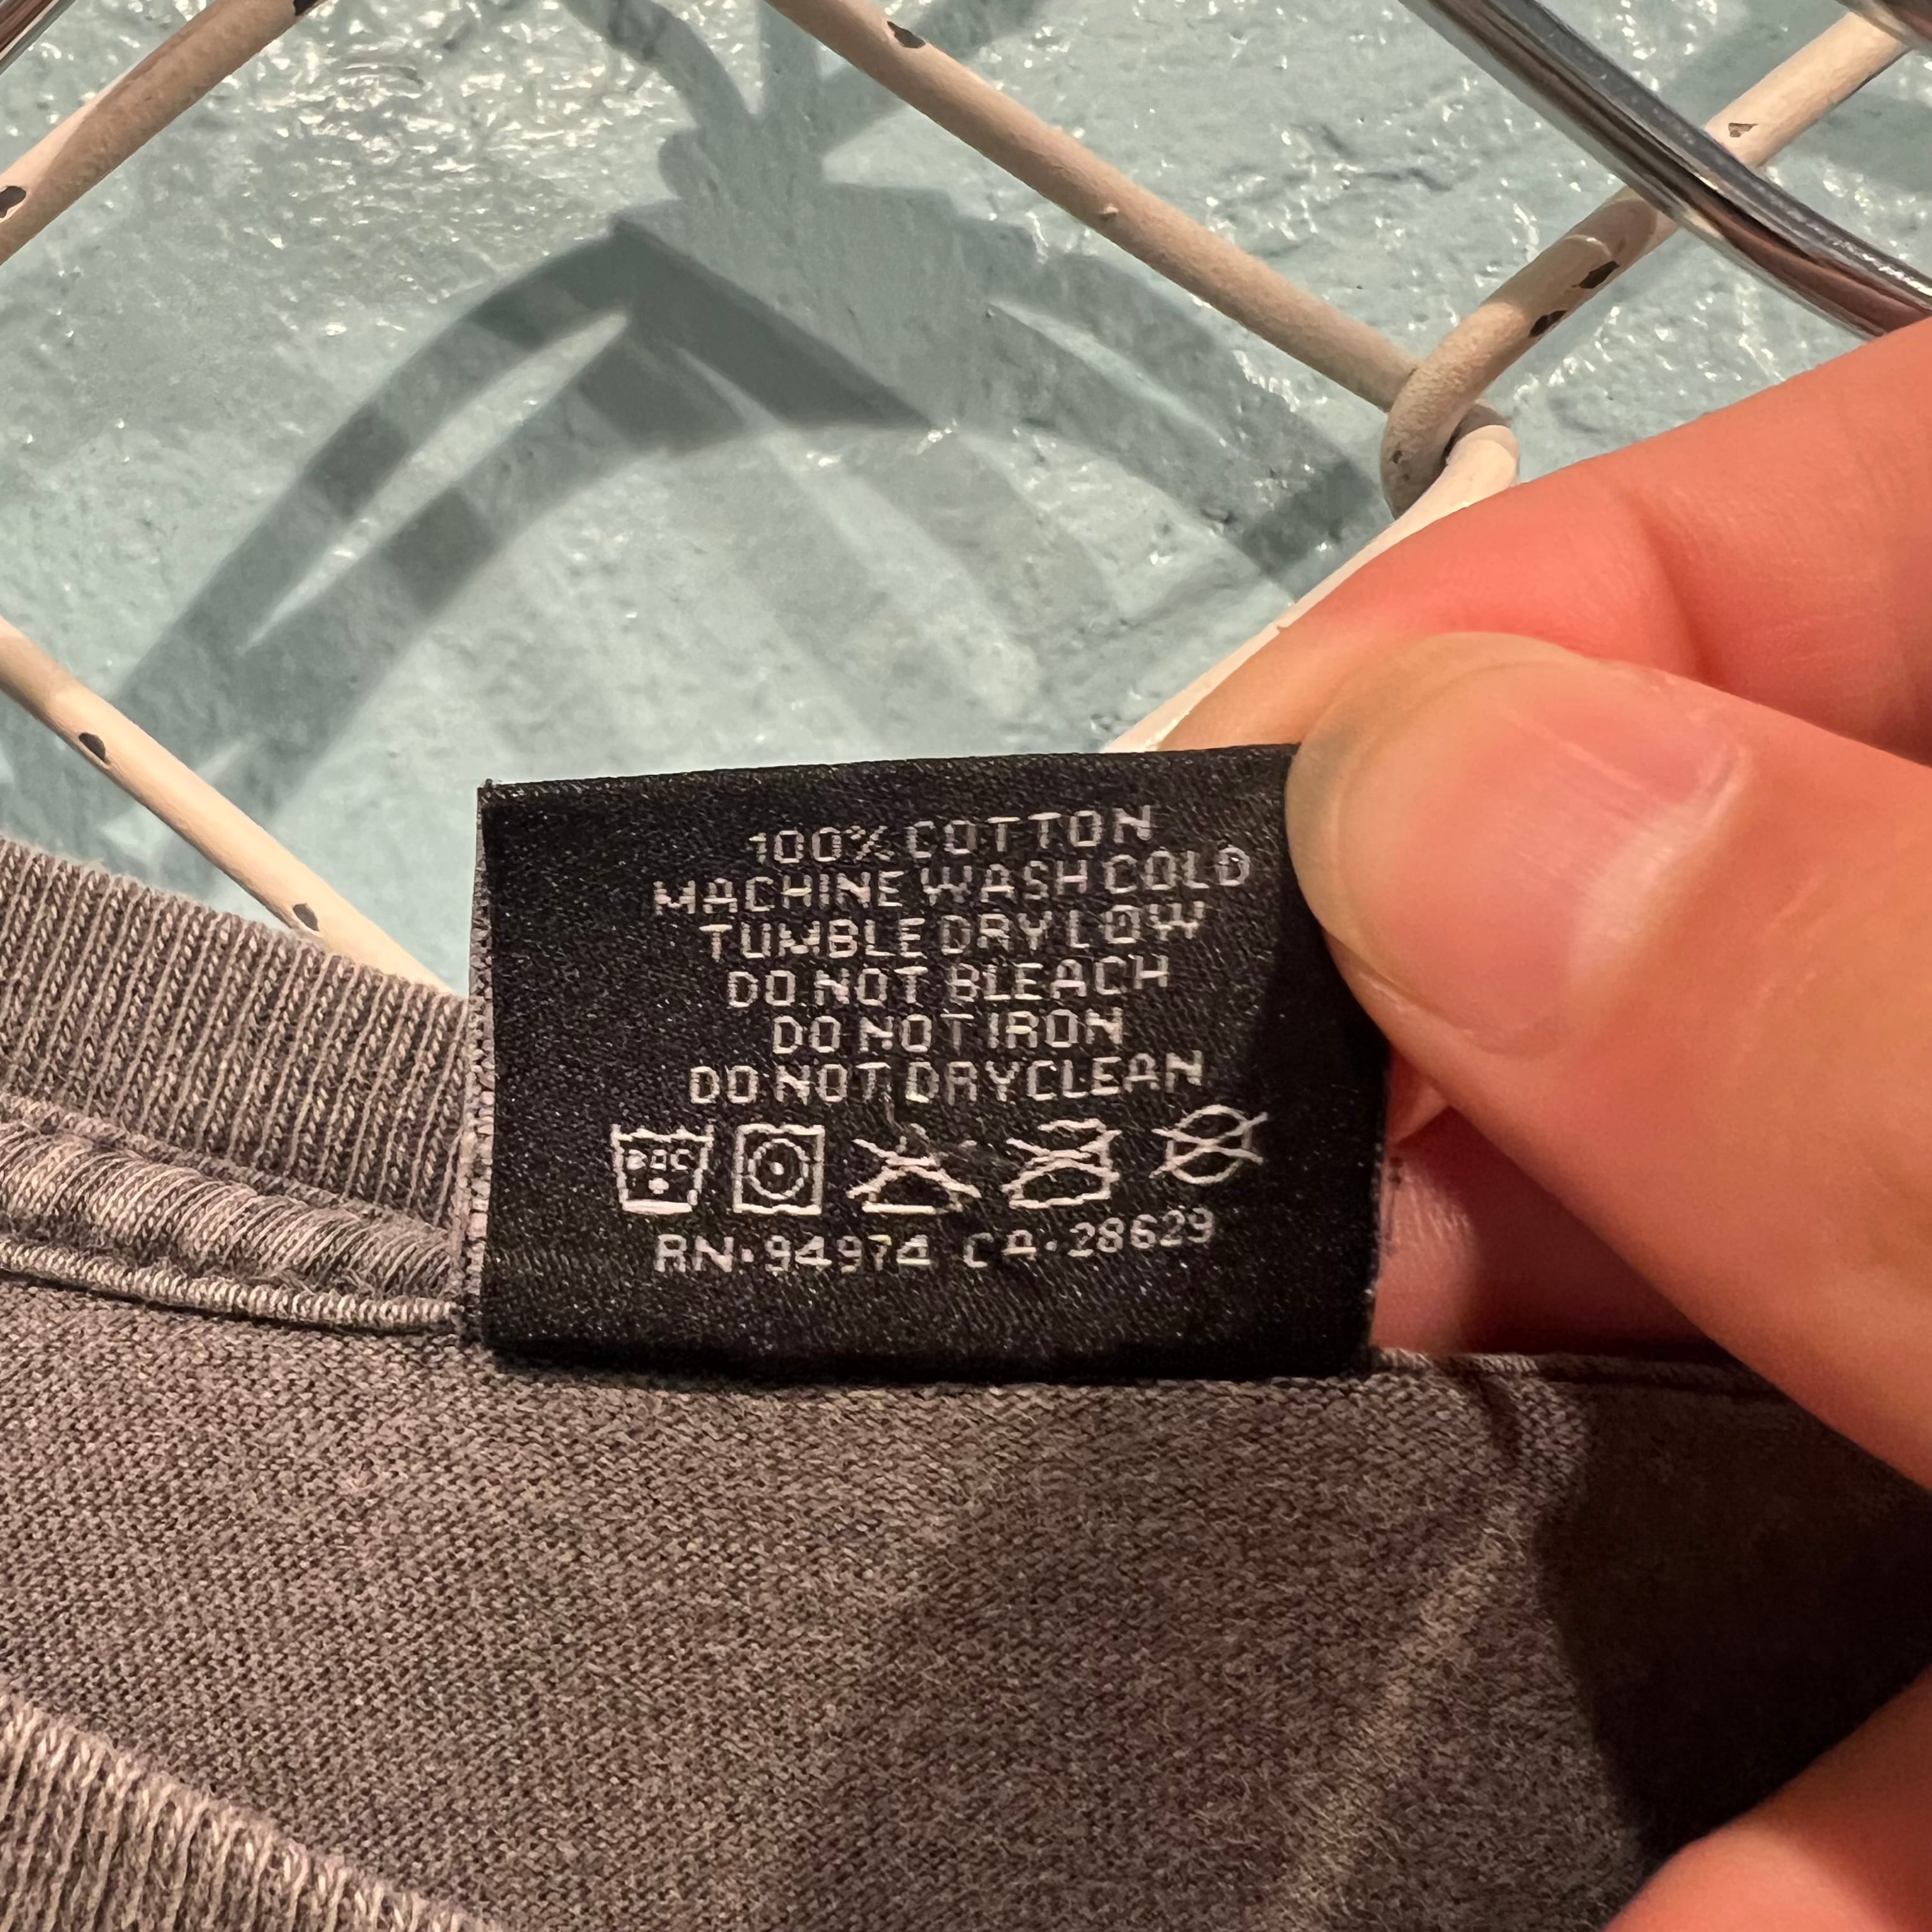 100% COTTON
MACHINE WASH COLD
TUMBLE DRY LOW
DO NOT BLEACH
DO NOT IRON
DO NOT DRYCLEAN
RN·94974 CA·28629